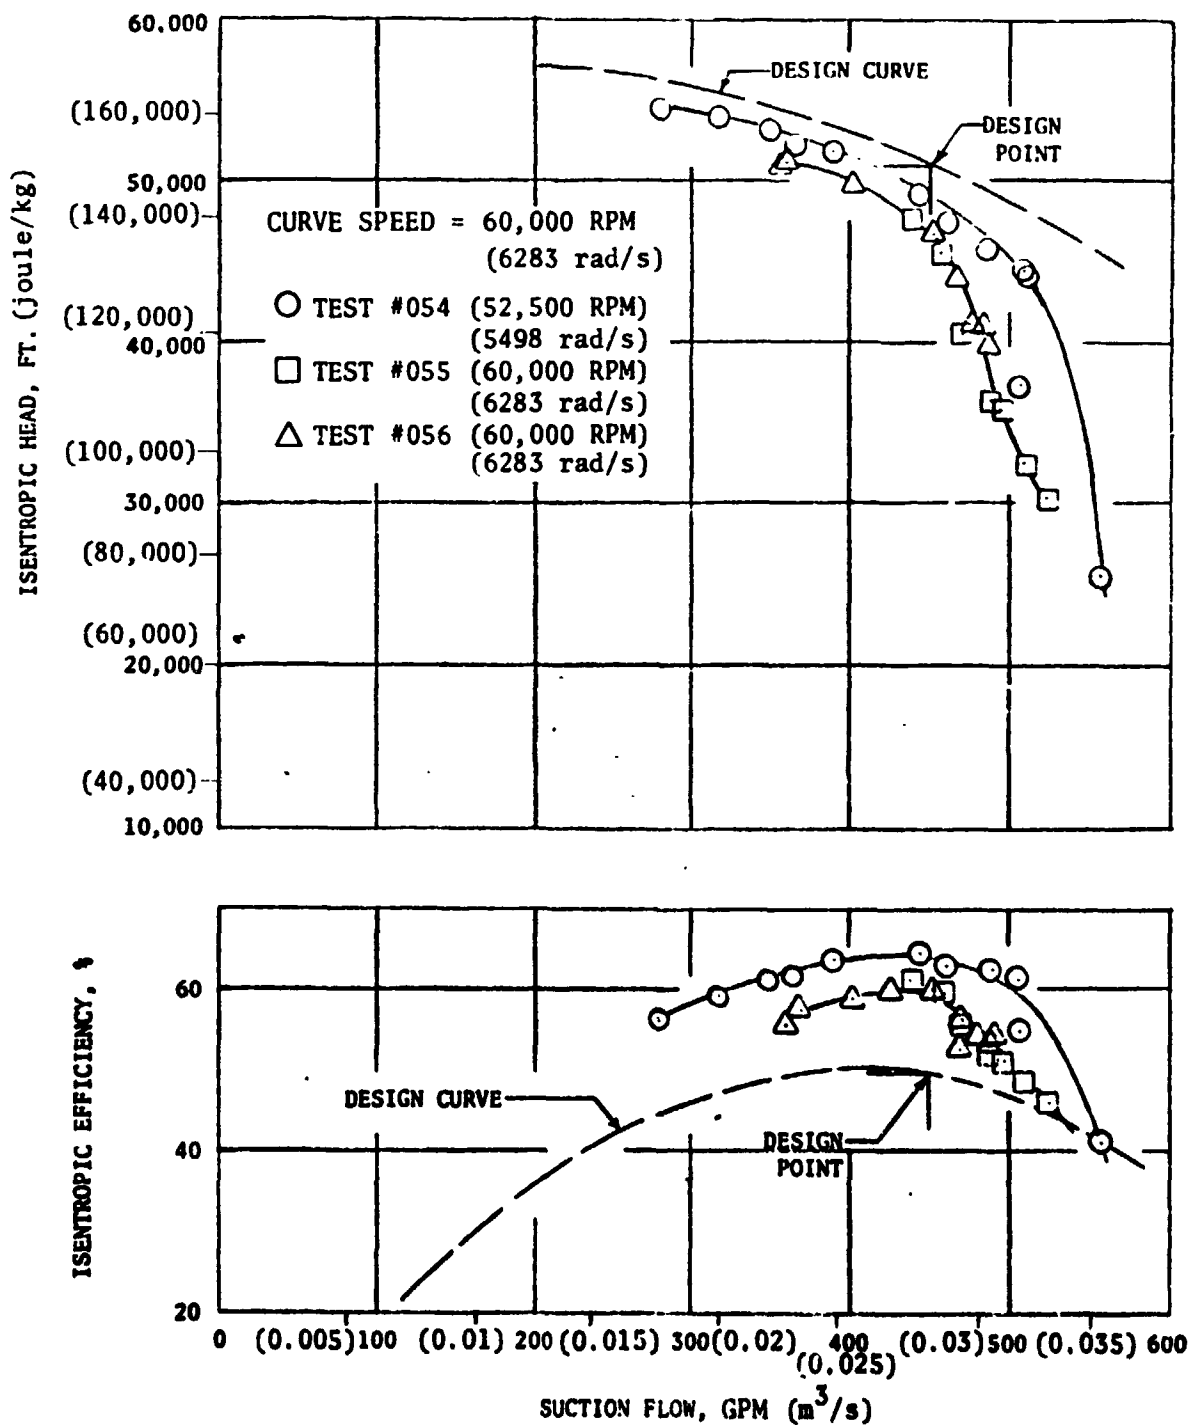 60.000
(160,000)
DESIGN CURVE
DESIGN
POINT
50,000
(140,000)
CURVE SPEED = 60,000 RPM
(6283 rad/s)
TEST #054 (52,500 RPM)
(5498 rad/s)
(120,000)
40,000
TEST #055 (60,000 RPM)
(6283 rad/s)
TEST #056 (60,000 RPM)
(6283 rad/s)
(100,000)
30,000
(80,000)
(60,000)
20,000
(40,000)
10,000
ISENTROPIC HEAD, FT. (joule/kg)
60
DESIGN CURVE
DESIGN
POINT
40
20
ISENTROPIC EFFICIENCY, %
0 (0.005) 100 (0.01) 200 (0.015) 300 (0.02) 400 (0.03) 500 (0.035) 600
(0.025)
SUCTION FLOW, GPM (m³/s)